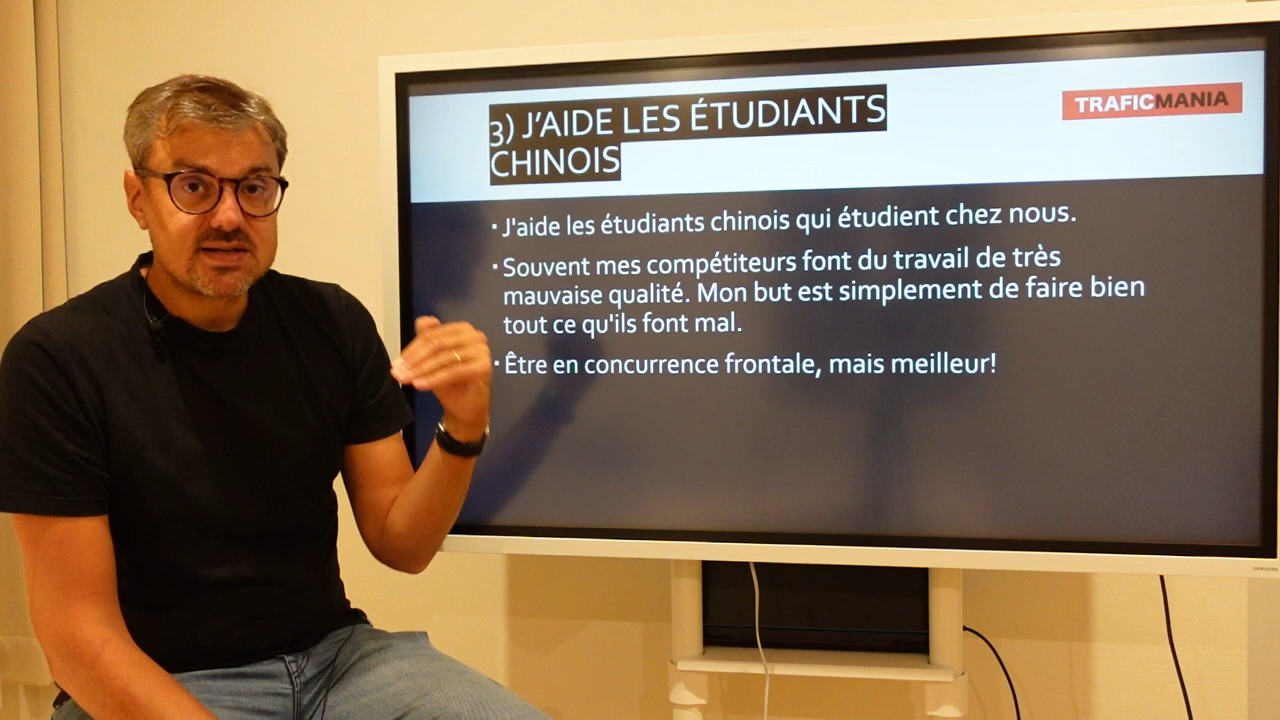 3) J'AIDE LES ÉTUDIANTS
CHINOIS
TRAFICMANIA
· J'aide les étudiants chinois qui étudient chez nous.
· Souvent mes compétiteurs font du travail de très
mauvaise qualité. Mon but est simplement de faire bien
tout ce qu'ils font mal.
· Être en concurrence frontale, mais meilleur!
SAMSUNG